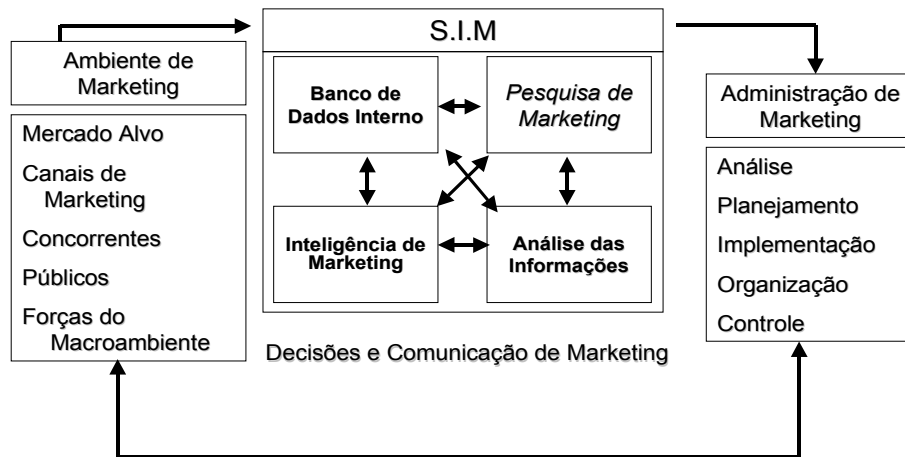 S.I.M
Ambiente de
Marketing
Mercado Alvo
Canais de
Marketing
Concorrentes
Públicos
Forças do
Macroambiente
Banco de
Dados Interno
Pesquisa de
Marketing
Inteligência de
Marketing
Análise das
Informações
Decisões e Comunicação de Marketing
Administração de
Marketing
Análise
Planejamento
Implementação
Organização
Controle